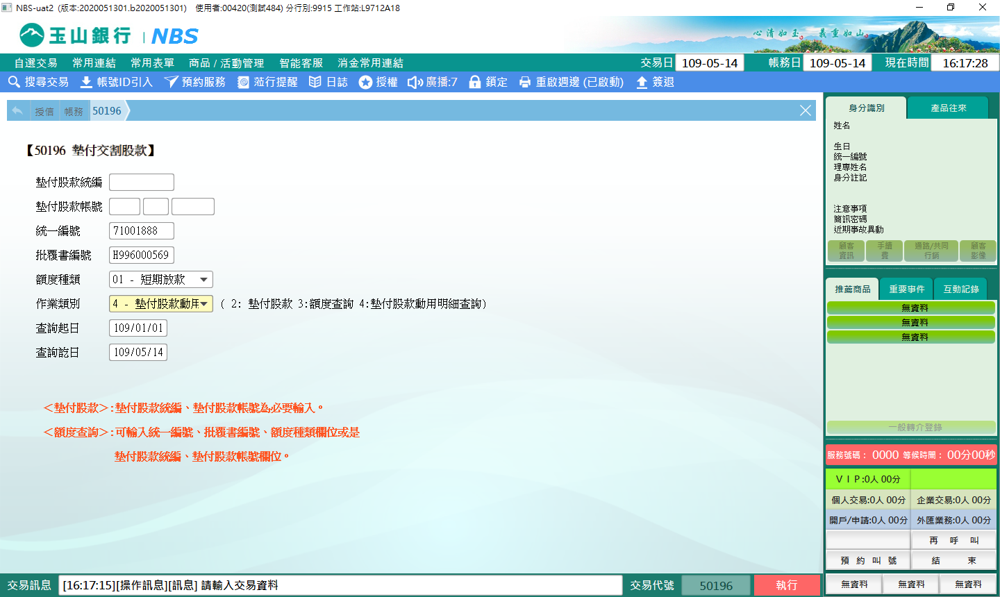 NBS-uat2 (版本:2020051301.b2020051301) 使用者:00420(測試484) 分行別:9915 工作站:L9712A18
玉山銀行 NBS
心清如玉。義重如山。
自選交易 常用連結 常用表單 商品 / 活動管理 智能客服 消金常用連結 交易日 109-05-14 帳務日 109-05-14 現在時間 16:17:28
搜尋交易 帳號ID引入 預約服務 蒞行提醒 日誌 授權 廣播:7 鎖定 重啟週邊 (已啟動) 簽退
授信 帳務 50196
【50196 墊付交割股款】
墊付股款統編
墊付股款帳號
統一編號 71001888
批覆書編號 H996000569
額度種類 01 - 短期放款
作業類別 4 - 墊付股款動用 ( 2: 墊付股款 3:額度查詢 4:墊付股款動用明細查詢)
查詢起日 109/01/01
查詢訖日 109/05/14
＜墊付股款＞:墊付股款統編、墊付股款帳號為必要輸入。
＜額度查詢＞:可輸入統一編號、批覆書編號、額度種類欄位或是
墊付股款統編、墊付股款帳號欄位。
身分識別 產品往來
姓名
生日
統一編號
理專姓名
身分註記
注意事項
簡訊密碼
近期事故異動
顧客資訊 手續費 通路/共同行銷 顧客影像
推薦商品 重要事件 互動記錄
無資料
無資料
無資料
一般轉介登錄
服務號碼： 0000 等候時間： 00分00秒
ＶＩＰ:0人 00分
個人交易:0人 00分 企業交易:0人 00分
開戶/申請:0人 00分 外匯業務:0人 00分
再 呼 叫
預 約 叫 號 結 束
無資料 無資料 無資料
交易訊息 [16:17:15][操作訊息][訊息] 請輸入交易資料 交易代號 50196 執行